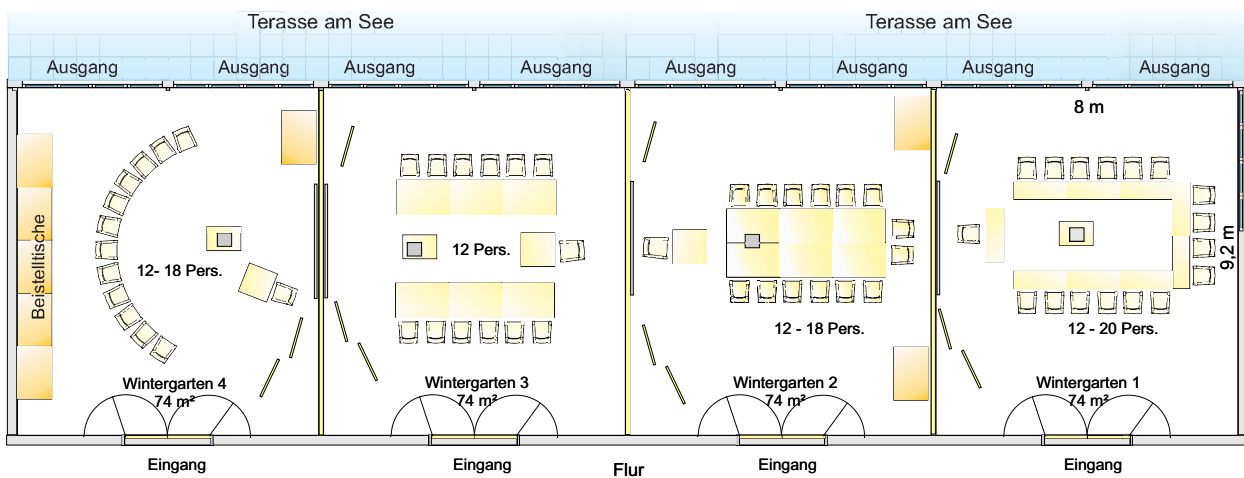 Terasse am See
Terasse am See
Ausgang
Ausgang
Ausgang
Ausgang
Ausgang
Ausgang
Ausgang
Ausgang
8 m
Beistelltische
12- 18 Pers.
12 Pers.
12 - 18 Pers.
12 - 20 Pers.
9,2 m
Wintergarten 4
74 m²
Wintergarten 3
74 m²
Wintergarten 2
74 m²
Wintergarten 1
74 m²
Eingang
Eingang
Flur
Eingang
Eingang